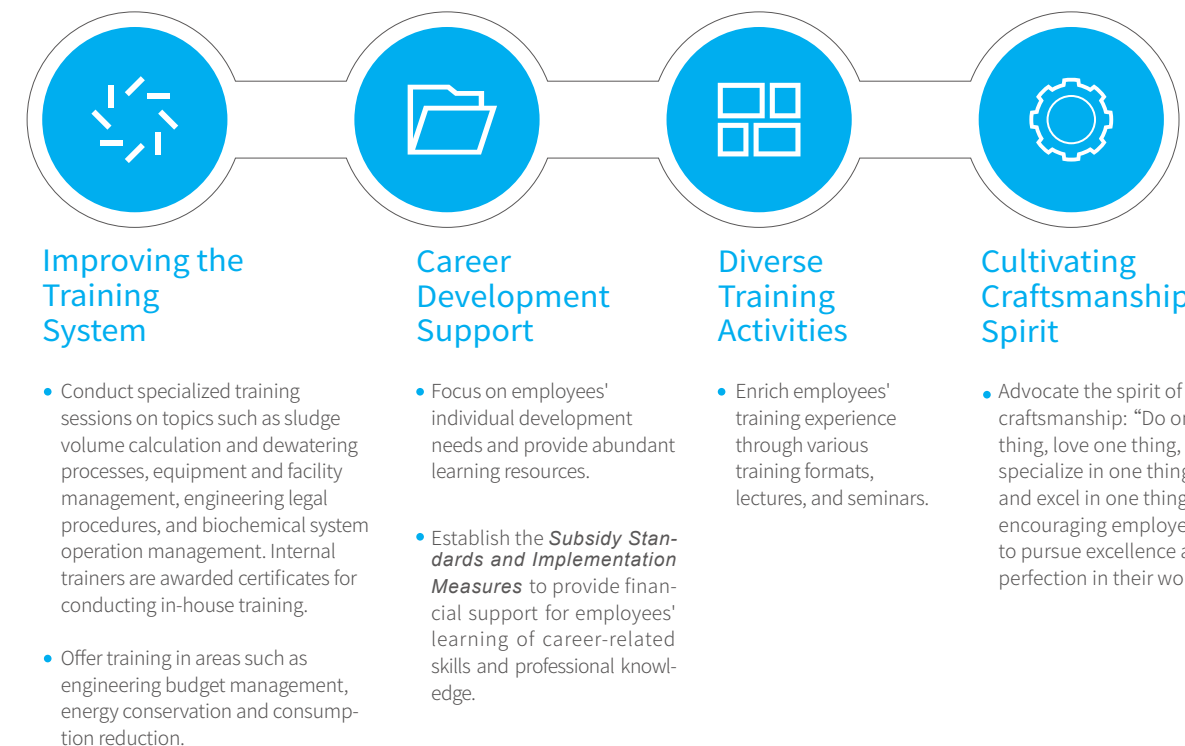 Improving the
Training
System
• Conduct specialized training
sessions on topics such as sludge
volume calculation and dewatering
processes, equipment and facility
management, engineering legal
procedures, and biochemical system
operation management. Internal
trainers are awarded certificates for
conducting in-house training.
• Offer training in areas such as
engineering budget management,
energy conservation and consump-
tion reduction.
Career
Development
Support
• Focus on employees'
individual development
needs and provide abundant
learning resources.
• Establish the Subsidy Stan-
dards and Implementation
Measures to provide finan-
cial support for employees'
learning of career-related
skills and professional knowl-
edge.
Diverse
Training
Activities
• Enrich employees'
training experience
through various
training formats,
lectures, and seminars.
Cultivating
Craftsmanship
Spirit
• Advocate the spirit of
craftsmanship: “Do
thing, love one thing,
specialize in one thing
and excel in one thing
encouraging
to pursue excellence
perfection in their